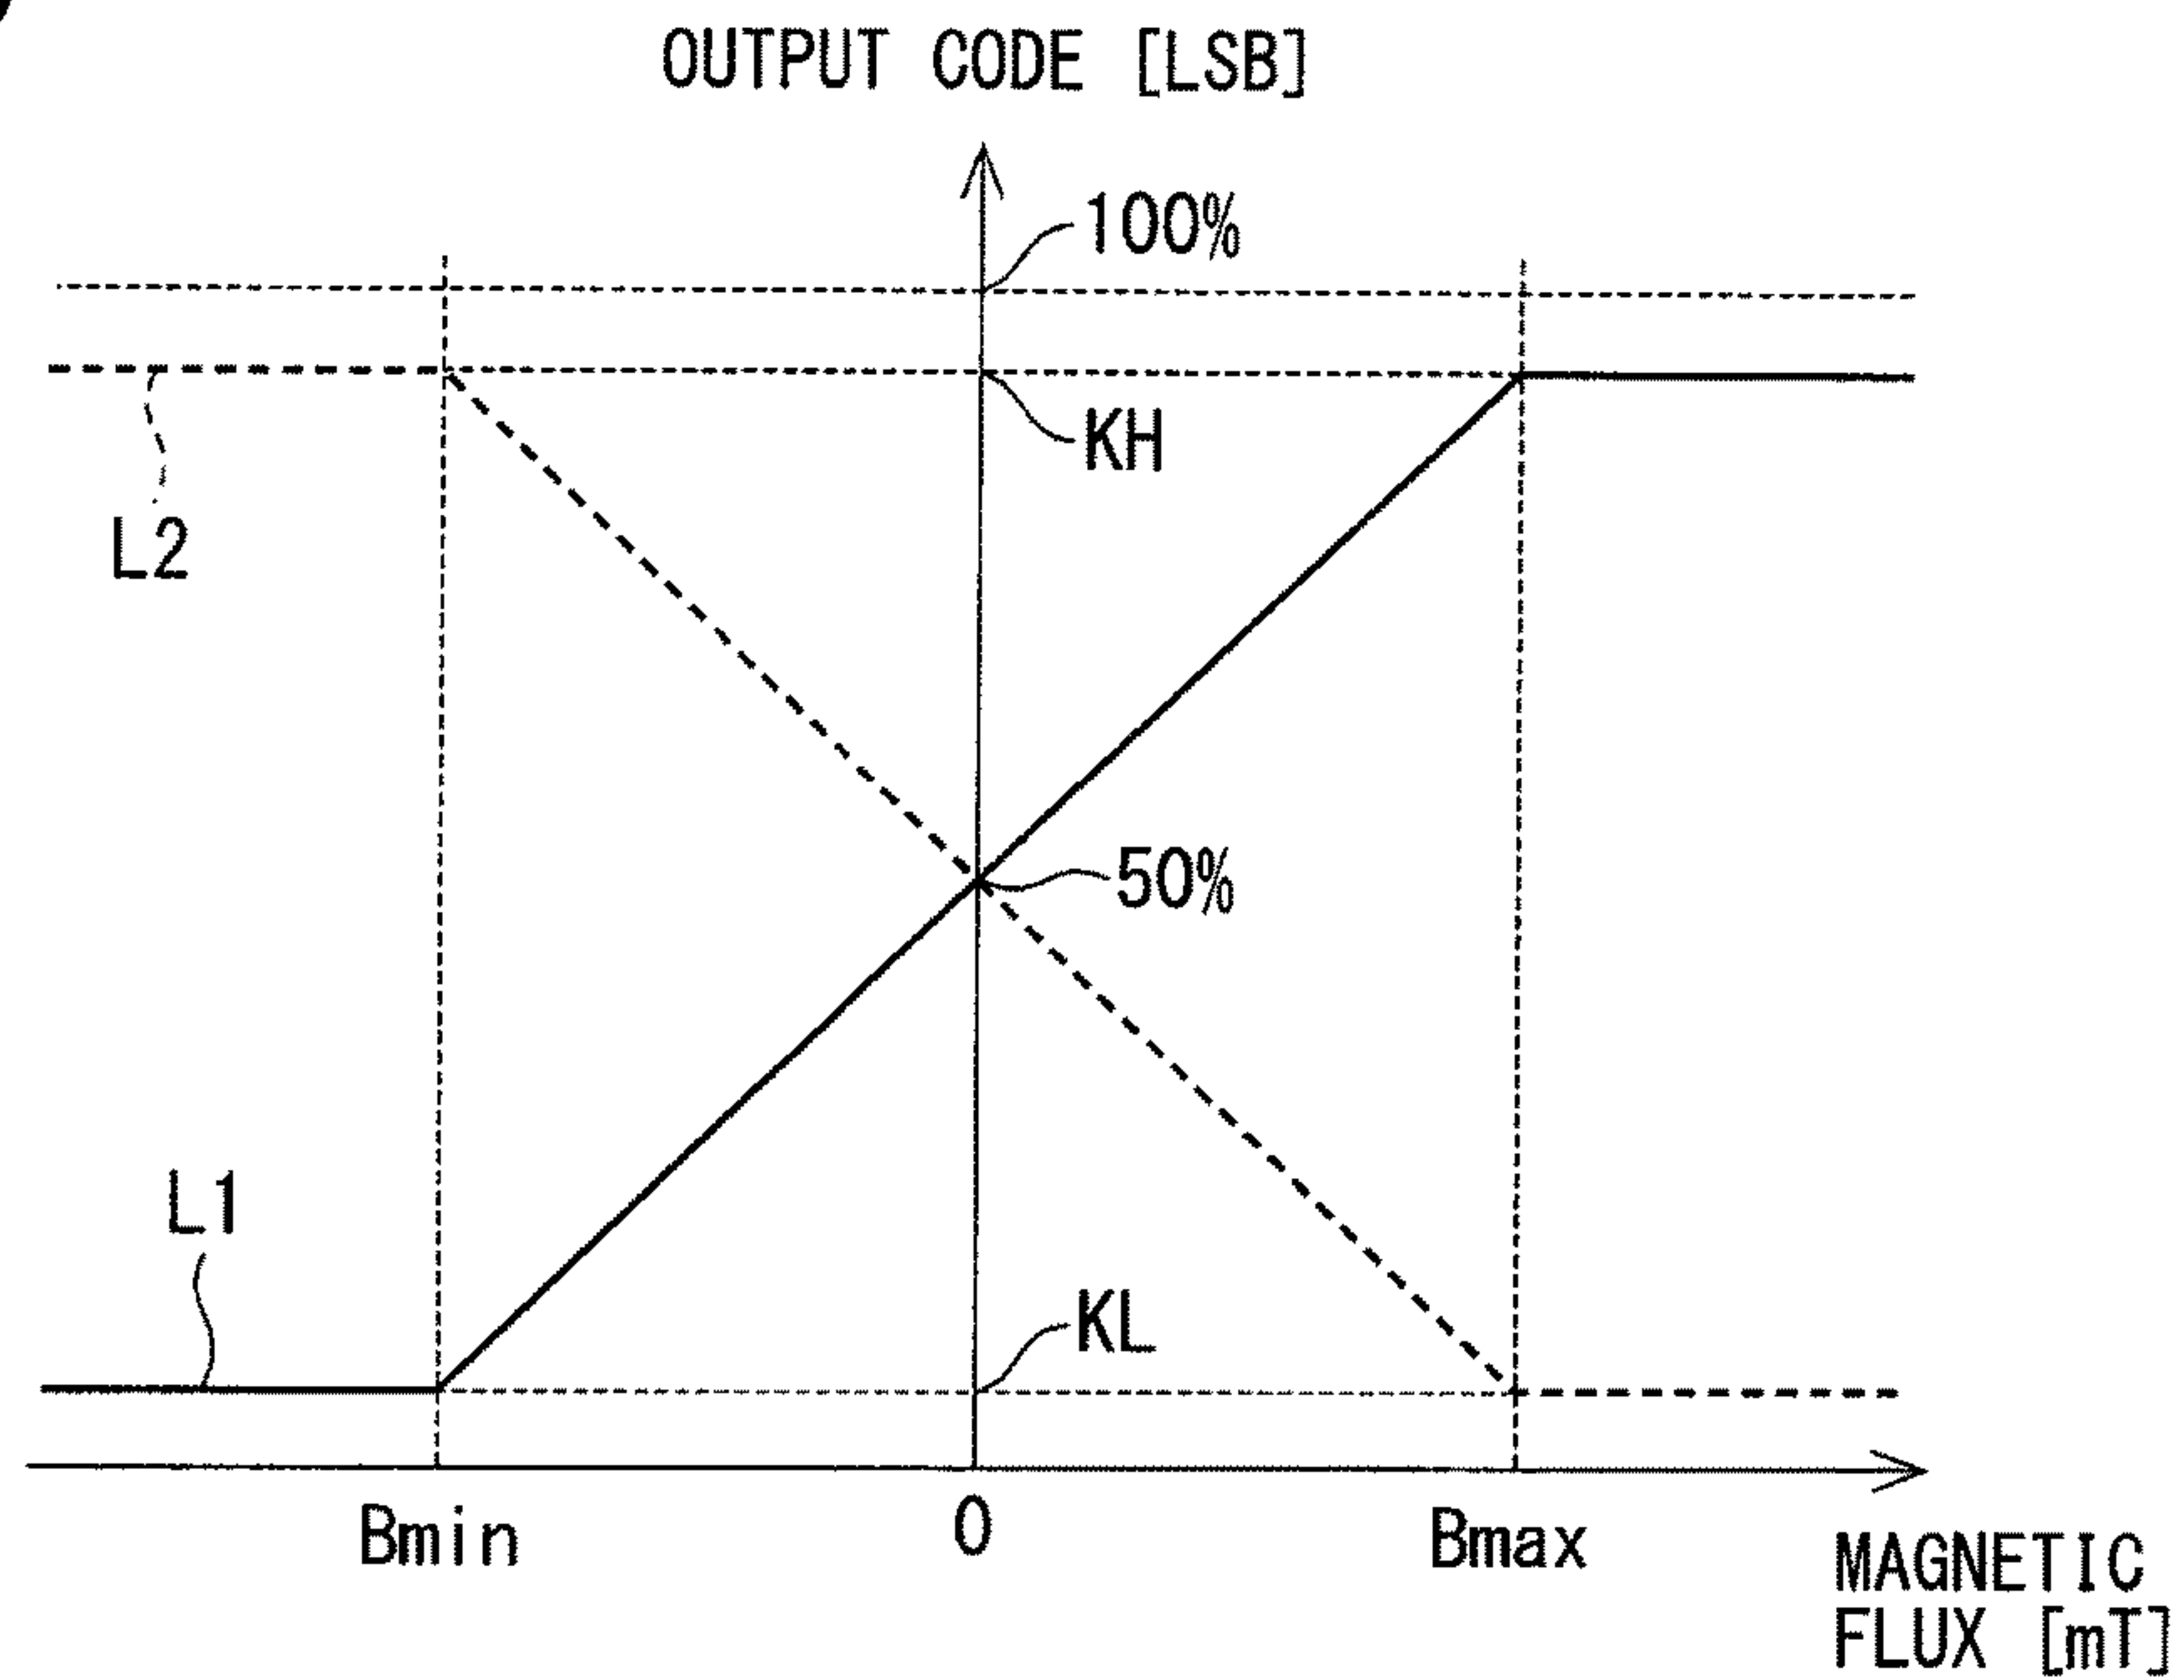 OUTPUT CODE [LSB]
100%
KH
L2
50%
L1
KL
Bmin
0
Bmax
MAGNETIC
FLUX [mT]